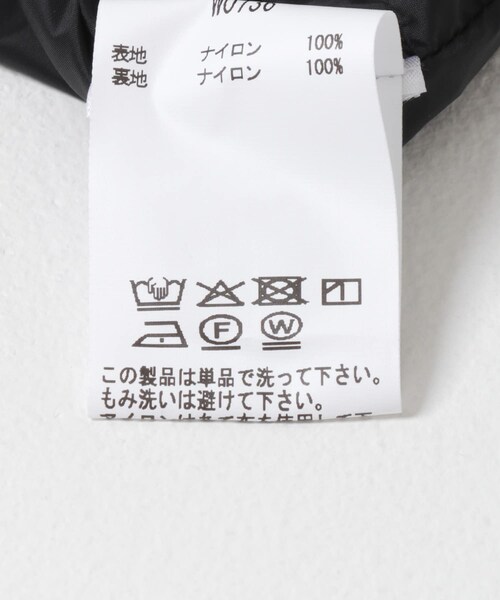 表地 ナイロン 100%
裏地 ナイロン 100%
F W
この製品は単品で洗って下さい。
もみ洗いは避けて下さい。